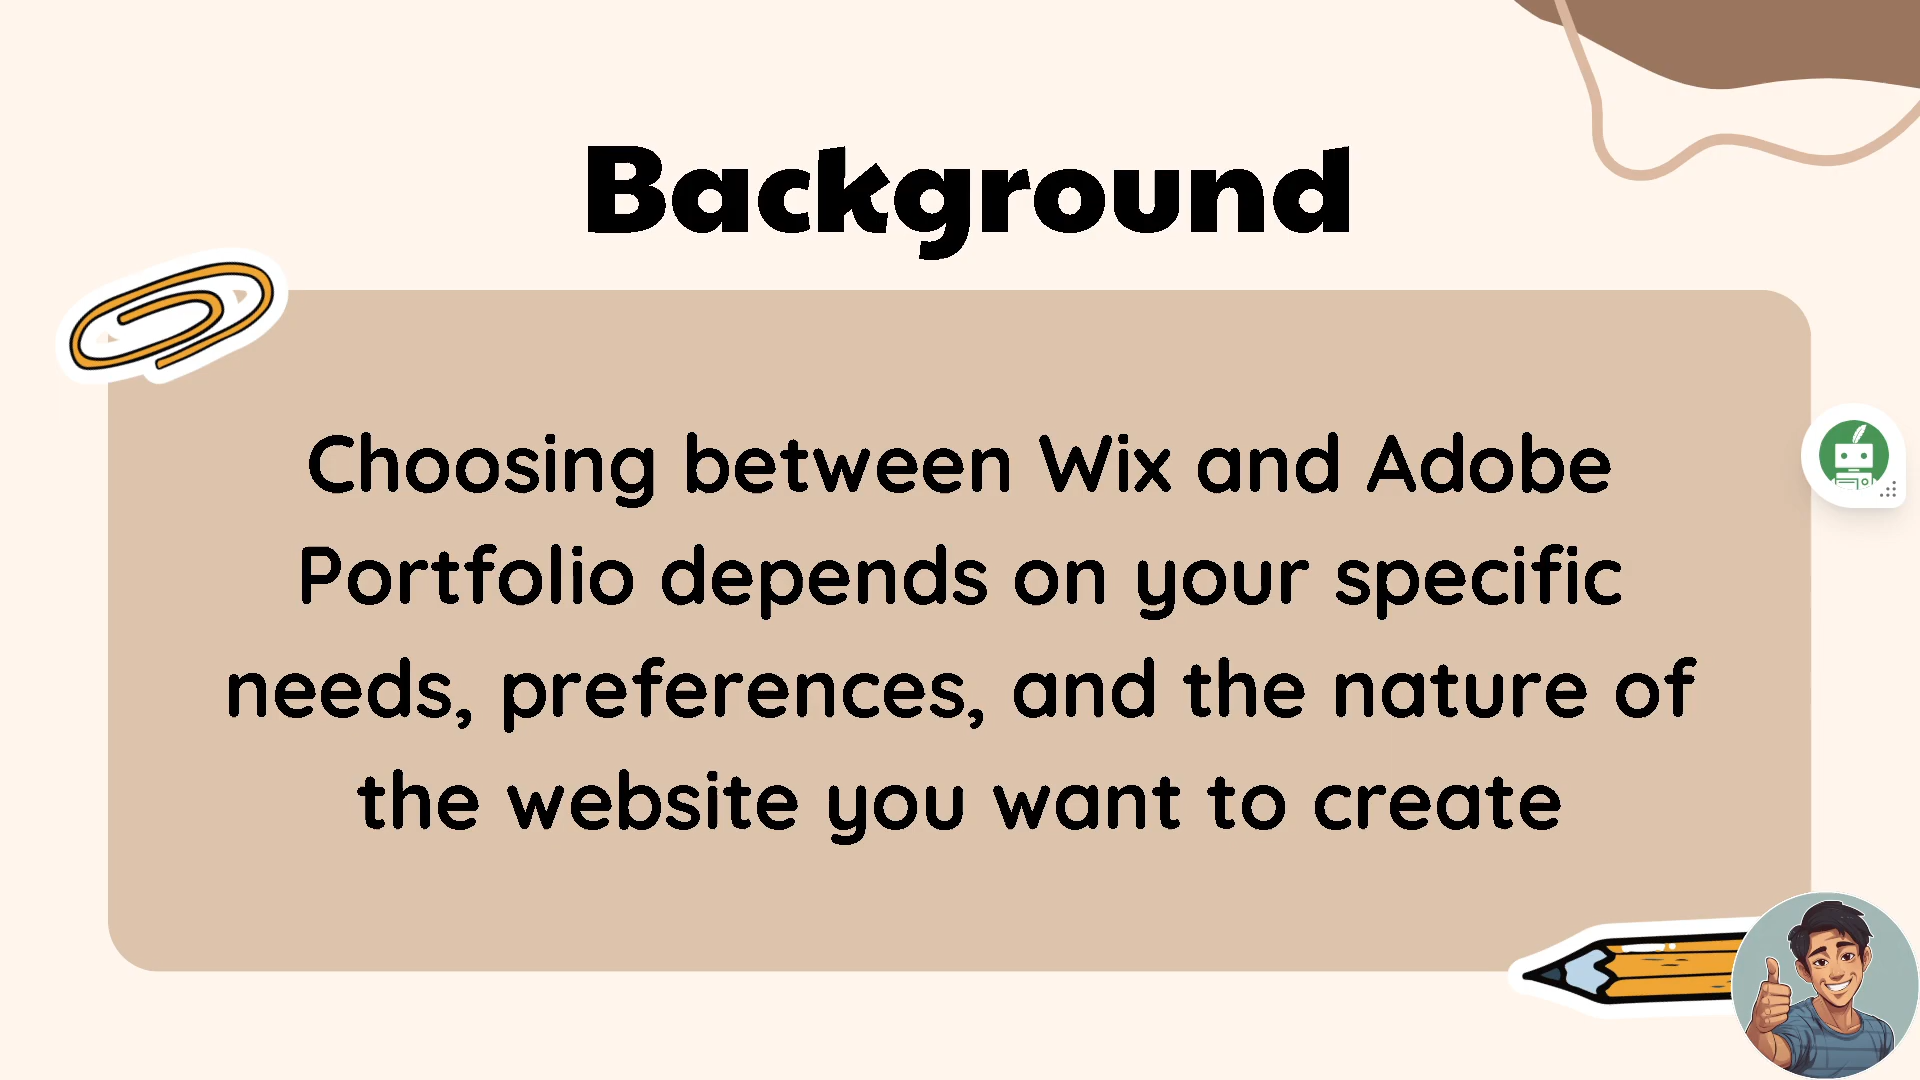 Background
Choosing between Wix and Adobe
Portfolio depends on your specific
needs, preferences, and the nature of
the website you want to create